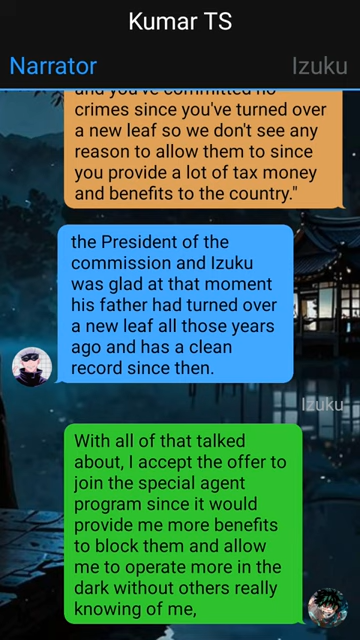 Kumar TS
Narrator
Izuku
and you've committed no
crimes since you've turned over
a new leaf so we don't see any
reason to allow them to since
you provide a lot of tax money
and benefits to the country."
the President of the
commission and Izuku
was glad at that moment
his father had turned over
a new leaf all those years
ago and has a clean
record since then.
Izuku
With all of that talked
about, I accept the offer to
join the special agent
program since it would
provide me more benefits
to block them and allow
me to operate more in the
dark without others really
knowing of me,